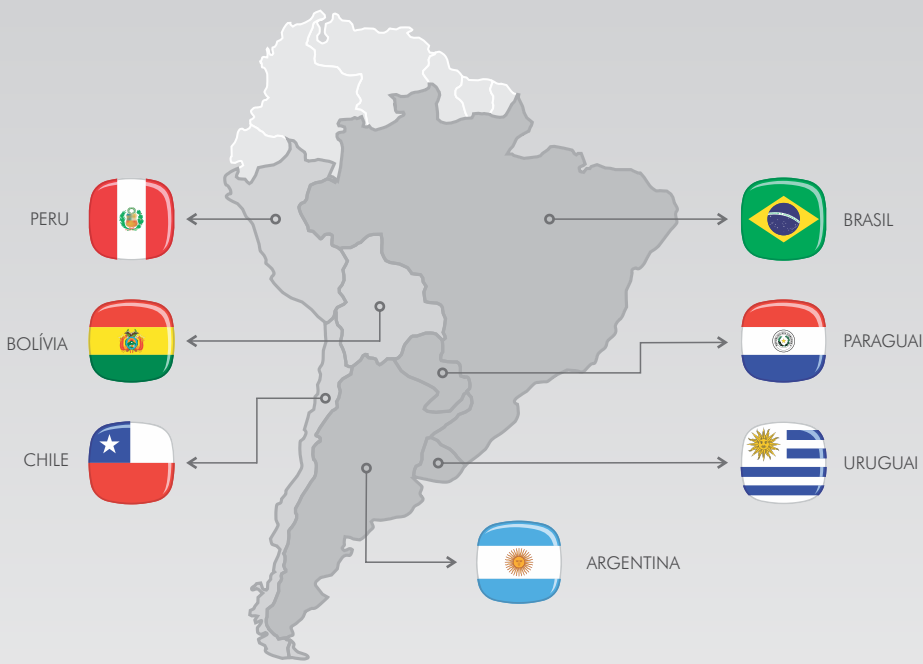 PERU
BRASIL
BOLÍVIA
PARAGUAI
CHILE
URUGUAI
ARGENTINA